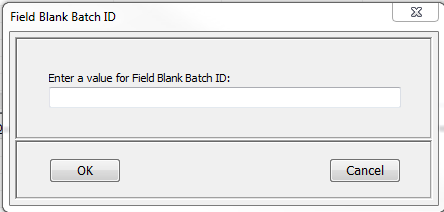 Field Blank Batch ID
Enter a value for Field Blank Batch ID:
OK
Cancel